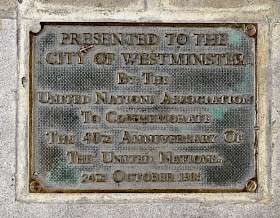 PRESENTED TO THE
CITY OF WESTMINSTER
BY THE
UNITED NATIONS ASSOCIATION
TO COMMEMORATE
THE 40TH ANNIVERSARY OF
THE UNITED NATIONS.
24TH OCTOBER 1985